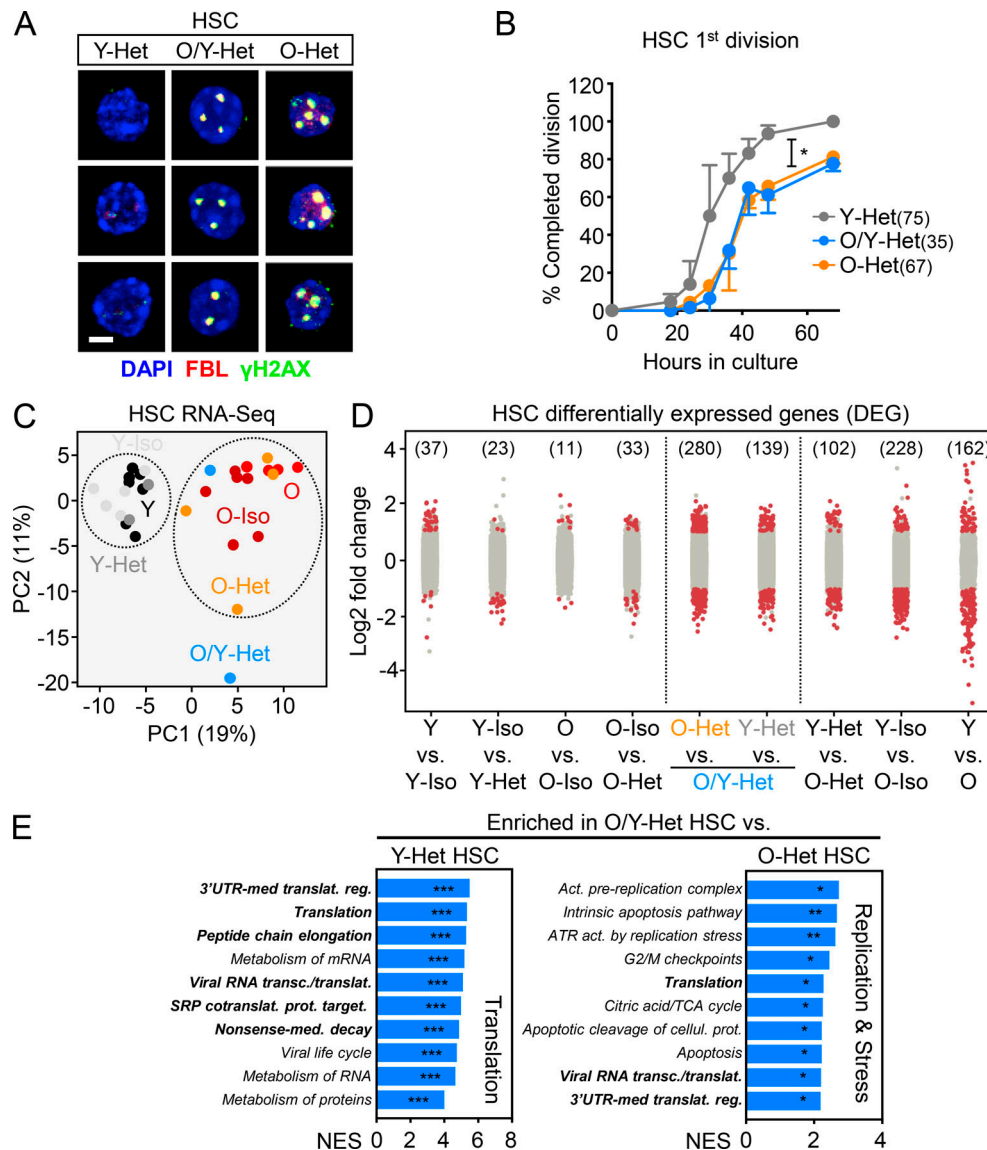 A
HSC
Y-Het O/Y-Het O-Het
DAPI FBL γH2AX
B
HSC 1st division
% Completed division
120
100
80
60
40
20
0
0 20 40 60
Hours in culture
*
Y-Het(75)
O/Y-Het(35)
O-Het(67)
C
HSC RNA-Seq
PC2 (11%)
5
0
-5
-10
-15
-20
-10 -5 0 5 10
PC1 (19%)
Y-Iso
Y
Y-Het
O
O-Iso
O-Het
O/Y-Het
D
HSC differentially expressed genes (DEG)
(37) (23) (11) (33) (280) (139) (102) (228) (162)
Log2 fold change
4
2
0
-2
-4
Y Y-Iso O O-Iso O-Het Y-Het Y-Het Y-Iso Y
vs. vs. vs. vs. vs. vs. vs. vs. vs.
Y-Iso Y-Het O-Iso O-Het O/Y-Het O-Het O-Iso O
E
Enriched in O/Y-Het HSC vs.
Y-Het HSC
3'UTR-med translat. reg. ***
Translation ***
Peptide chain elongation ***
Metabolism of mRNA ***
Viral RNA transc./translat. ***
SRP cotranslat. prot. target. ***
Nonsense-med. decay ***
Viral life cycle ***
Metabolism of RNA ***
Metabolism of proteins ***
Translation
NES 0 2 4 6 8
O-Het HSC
Act. pre-replication complex *
Intrinsic apoptosis pathway **
ATR act. by replication stress **
G2/M checkpoints *
Translation *
Citric acid/TCA cycle *
Apoptotic cleavage of cellul. prot. *
Apoptosis *
Viral RNA transc./translat. *
3'UTR-med translat. reg. *
Replication & Stress
NES 0 2 4